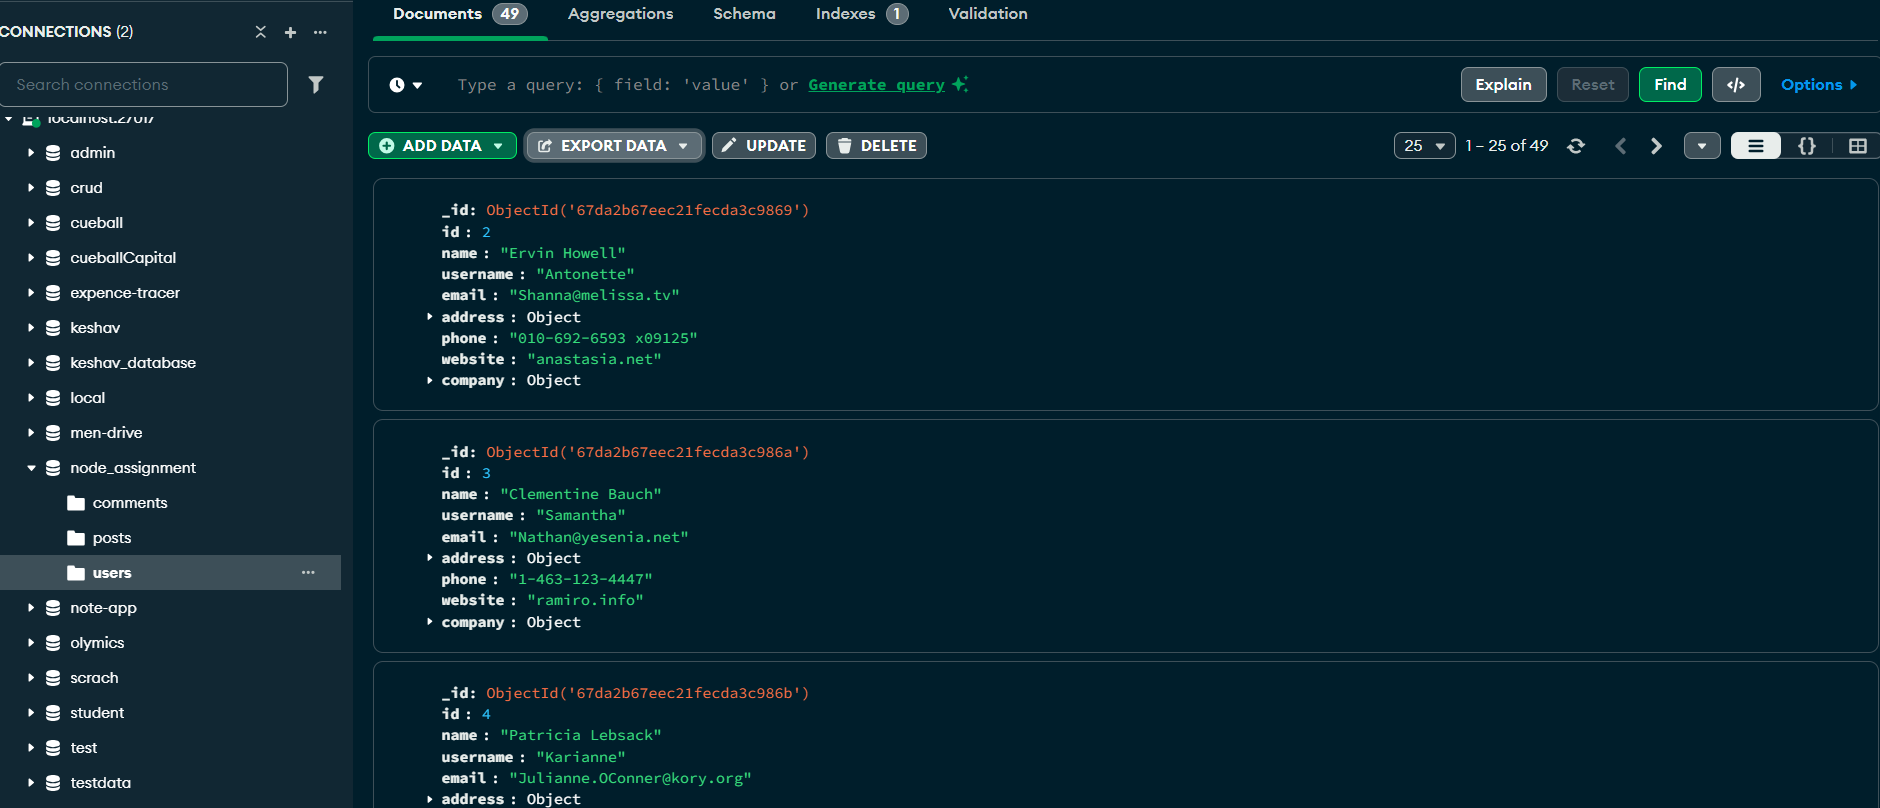 CONNECTIONS (2)
Search connections
localhost:27017
admin
crud
cueball
cueballCapital
expence-tracer
keshav
keshav_database
local
men-drive
node_assignment
comments
posts
users
note-app
olymics
scrach
student
test
testdata
Documents 49 Aggregations Schema Indexes 1 Validation
Type a query: { field: 'value' } or Generate query
Explain Reset Find </> Options
ADD DATA EXPORT DATA UPDATE DELETE
25 1 – 25 of 49 {}
_id: ObjectId('67da2b67eec21fecda3c9869')
id : 2
name : "Ervin Howell"
username : "Antonette"
email : "Shanna@melissa.tv"
address : Object
phone : "010-692-6593 x09125"
website : "anastasia.net"
company : Object
_id: ObjectId('67da2b67eec21fecda3c986a')
id : 3
name : "Clementine Bauch"
username : "Samantha"
email : "Nathan@yesenia.net"
address : Object
phone : "1-463-123-4447"
website : "ramiro.info"
company : Object
_id: ObjectId('67da2b67eec21fecda3c986b')
id : 4
name : "Patricia Lebsack"
username : "Karianne"
email : "Julianne.OConner@kory.org"
address : Object